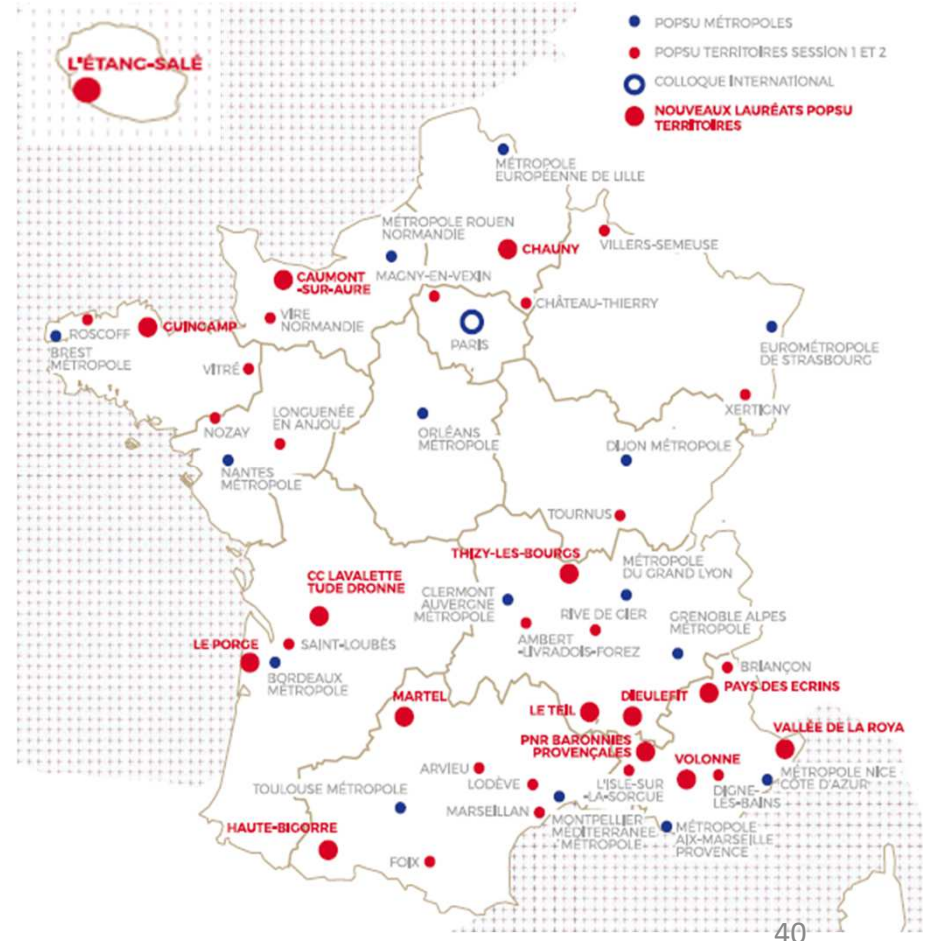 POPSU MÉTROPOLES
POPSU TERRITOIRES SESSION 1 ET 2
COLLOQUE INTERNATIONAL
NOUVEAUX LAURÉATS POPSU
TERRITOIRES
L'ÉTANG-SALÉ
MÉTROPOLE
EUROPÉENNE DE LILLE
MÉTROPOLE ROUEN
NORMANDIE
VILLERS-SEMEUSE
CHAUNY
CAUMONT
-SUR-AURE
MAGNY-EN-VEXIN
CHÂTEAU-THIERRY
VIRE
NORMANDIE
ROSCOFF
GUINGAMP
BREST
MÉTROPOLE
PARIS
EUROMÉTROPOLE
DE STRASBOURG
VITRÉ
XERTIGNY
NOZAY
LONGUENÉE
EN ANJOU
ORLÉANS
MÉTROPOLE
DIJON MÉTROPOLE
NANTES
MÉTROPOLE
TOURNUS
THIZY-LES-BOURGS
MÉTROPOLE
DU GRAND LYON
CC LAVALETTE
TUDE DRONNE
CLERMONT
AUVERGNE
MÉTROPOLE
RIVE DE GIER
GRENOBLE ALPES
MÉTROPOLE
AMBERT
-LIVRADOIS-FOREZ
LE PORGE
SAINT-LOUBÈS
BORDEAUX
MÉTROPOLE
BRIANÇON
PAYS DES ECRINS
MARTEL
LE TEIL
DIEULEFIT
VALLÉE DE LA ROYA
PNR BARONNIES
PROVENÇALES
VOLONNE
ARVIEU
LODÈVE
L'ISLE-SUR
-LA-SORGUE
DIGNE-
LES-BAINS
MÉTROPOLE NICE
CÔTE D'AZUR
TOULOUSE MÉTROPOLE
MARSEILLAN
MONTPELLIER
MÉDITERRANÉE
MÉTROPOLE
MÉTROPOLE
AIX-MARSEILLE
PROVENCE
HAUTE-BIGORRE
FOIX
40